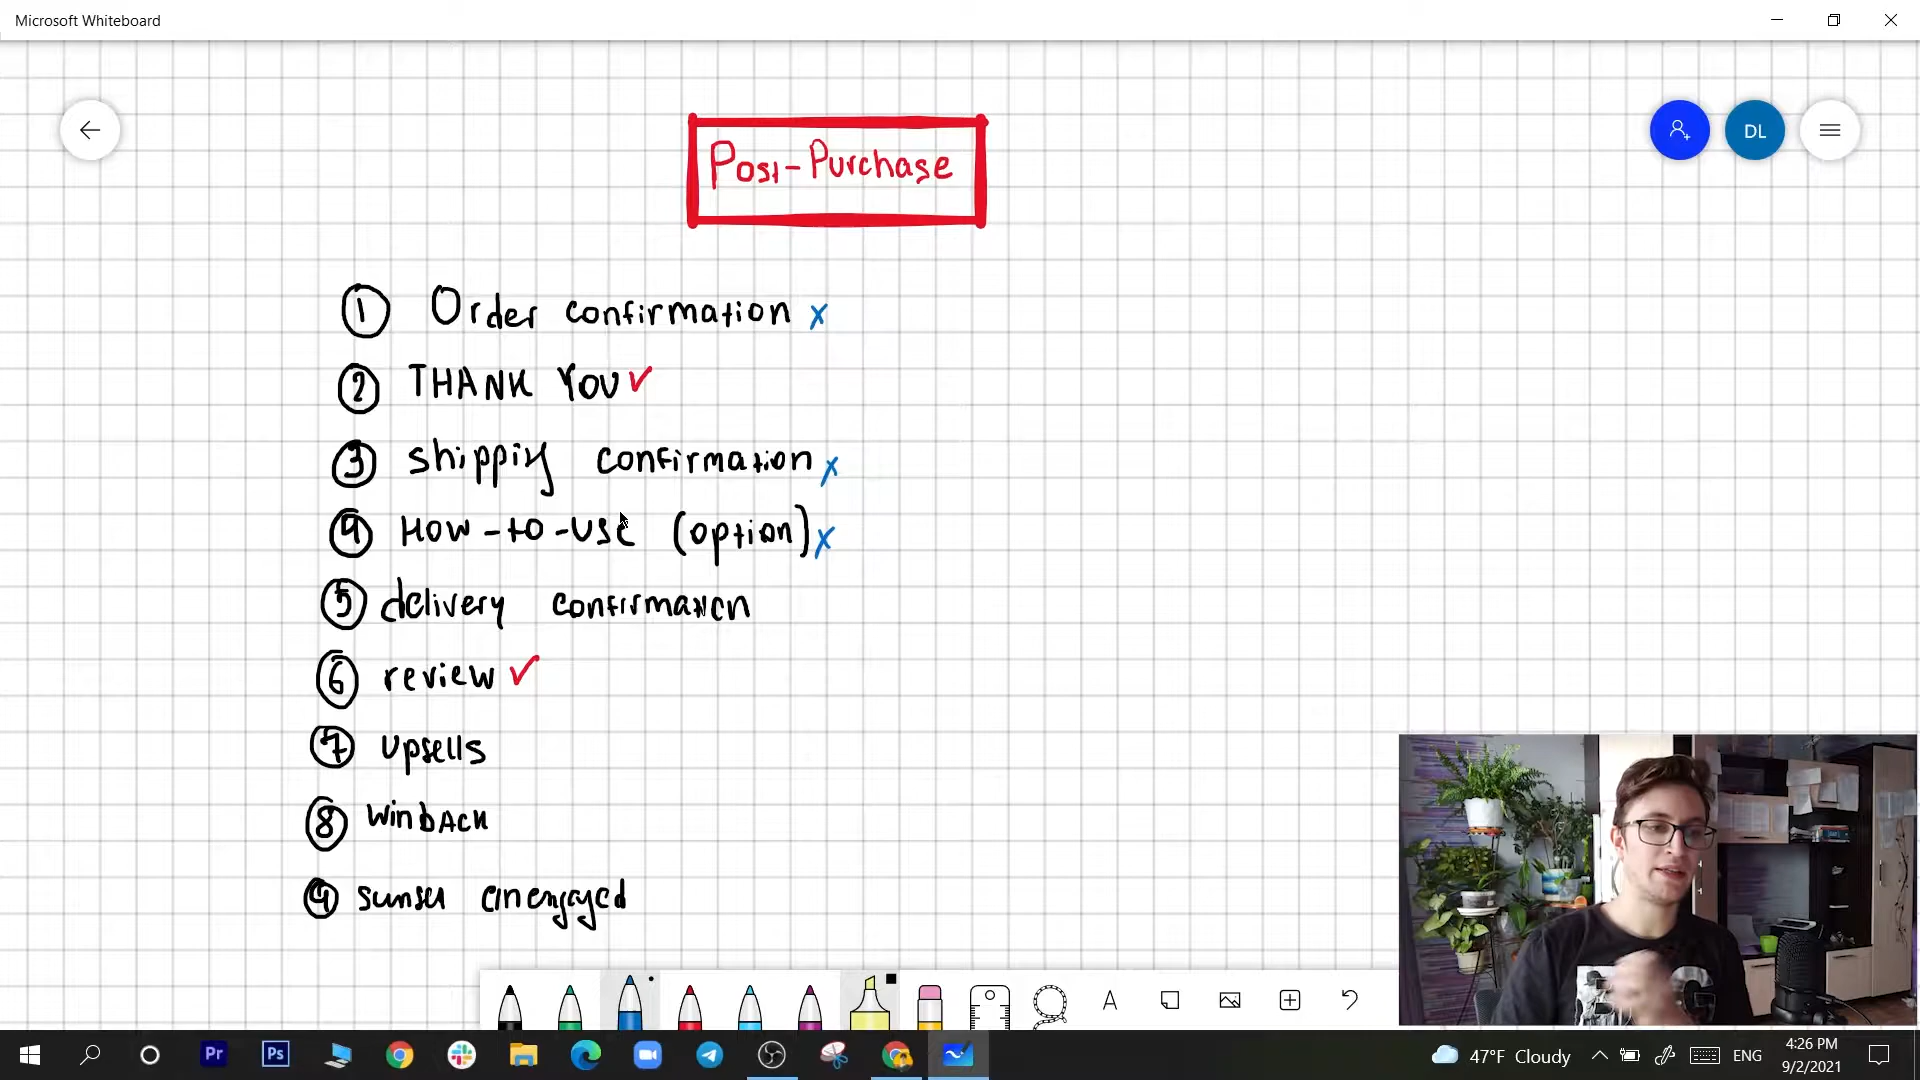 Microsoft Whiteboard
DL
Post-Purchase
1 Order confirmation x
2 THANK YOU ✓
3 shipping confirmation x
4 HOW-to-use (option) x
5 delivery confirmation
6 review ✓
7 upsells
8 winback
9 sunset
Pr
Ps
A
47°F Cloudy
ENG
4:26 PM
9/2/2021